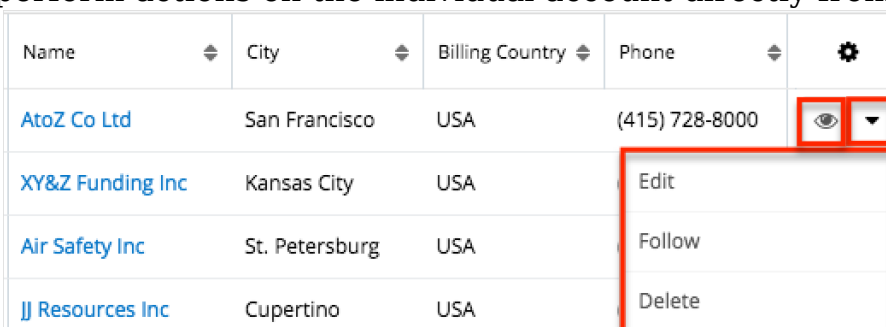 perform actions on the individual account directly from
Name City Billing Country Phone
AtoZ Co Ltd San Francisco USA (415) 728-8000
XY&Z Funding Inc Kansas City USA ( Edit
Air Safety Inc St. Petersburg USA ( Follow
JJ Resources Inc Cupertino USA ( Delete